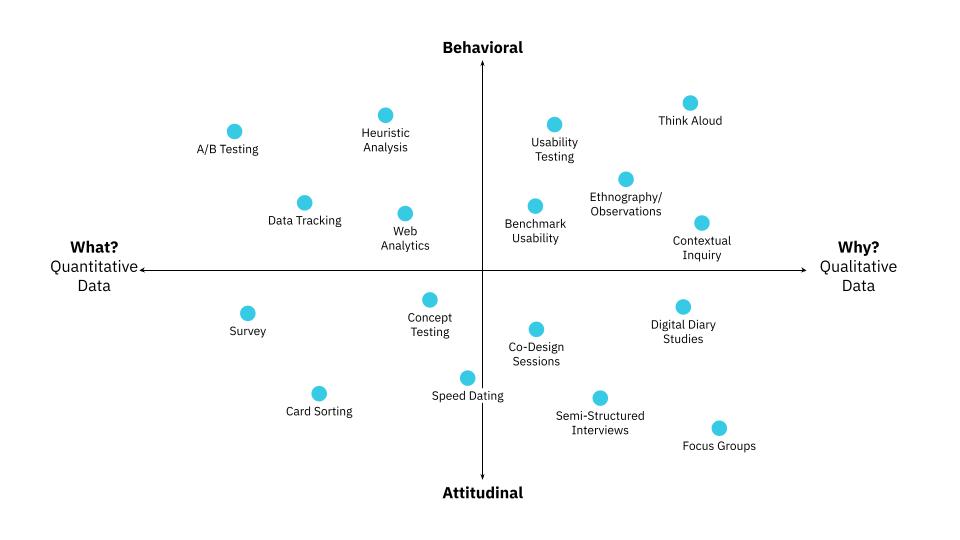 Behavioral
Think Aloud
Heuristic
Analysis
Usability
Testing
A/B Testing
Ethnography/
Observations
Data Tracking
Web
Analytics
Benchmark
Usability
Contextual
Inquiry
What?
Quantitative
Data
Why?
Qualitative
Data
Survey
Concept
Testing
Digital Diary
Studies
Co-Design
Sessions
Speed Dating
Card Sorting
Semi-Structured
Interviews
Focus Groups
Attitudinal